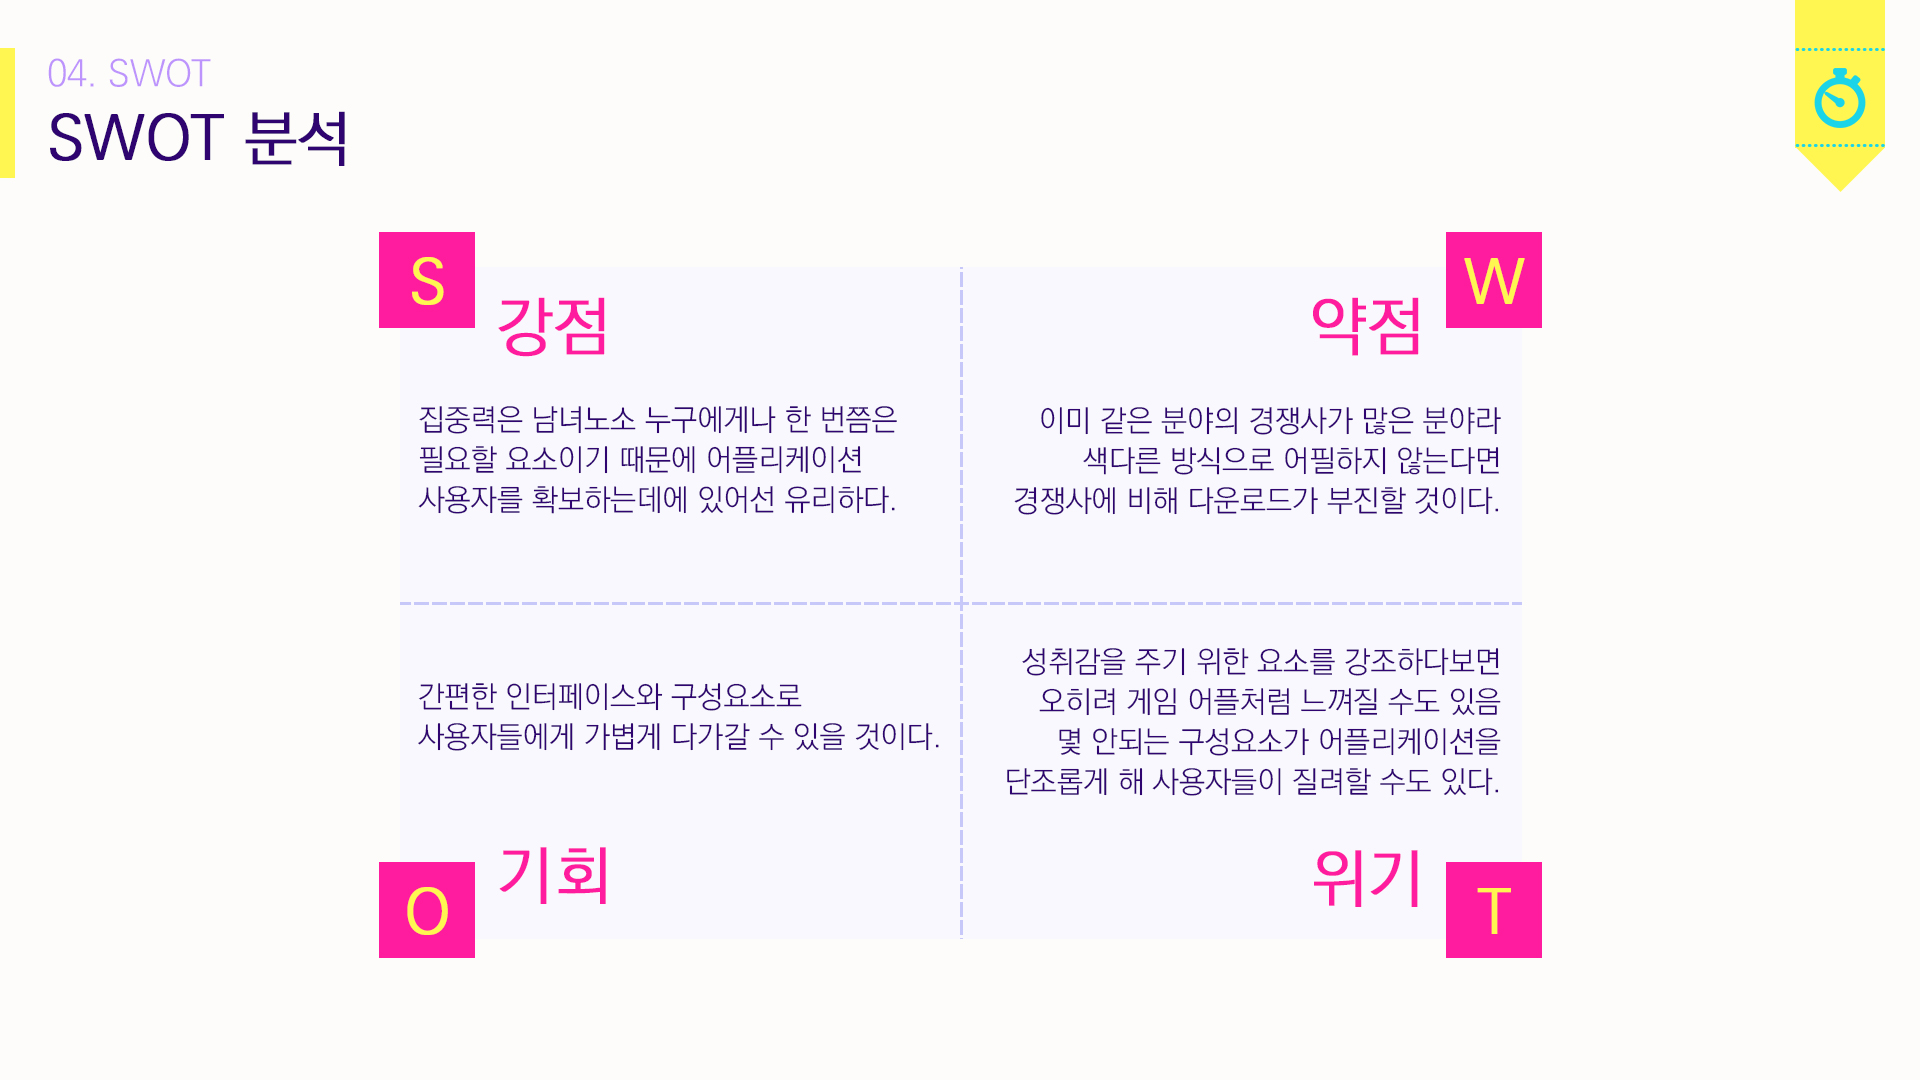 04. SWOT
SWOT 분석
S
강점
집중력은 남녀노소 누구에게나 한 번쯤은
필요할 요소이기 때문에 어플리케이션
사용자를 확보하는데에 있어선 유리하다.
W
약점
이미 같은 분야의 경쟁사가 많은 분야라
색다른 방식으로 어필하지 않는다면
경쟁사에 비해 다운로드가 부진할 것이다.
간편한 인터페이스와 구성요소로
사용자들에게 가볍게 다가갈 수 있을 것이다.
기회
O
성취감을 주기 위한 요소를 강조하다보면
오히려 게임 어플처럼 느껴질 수도 있음
몇 안되는 구성요소가 어플리케이션을
단조롭게 해 사용자들이 질려할 수도 있다.
위기
T